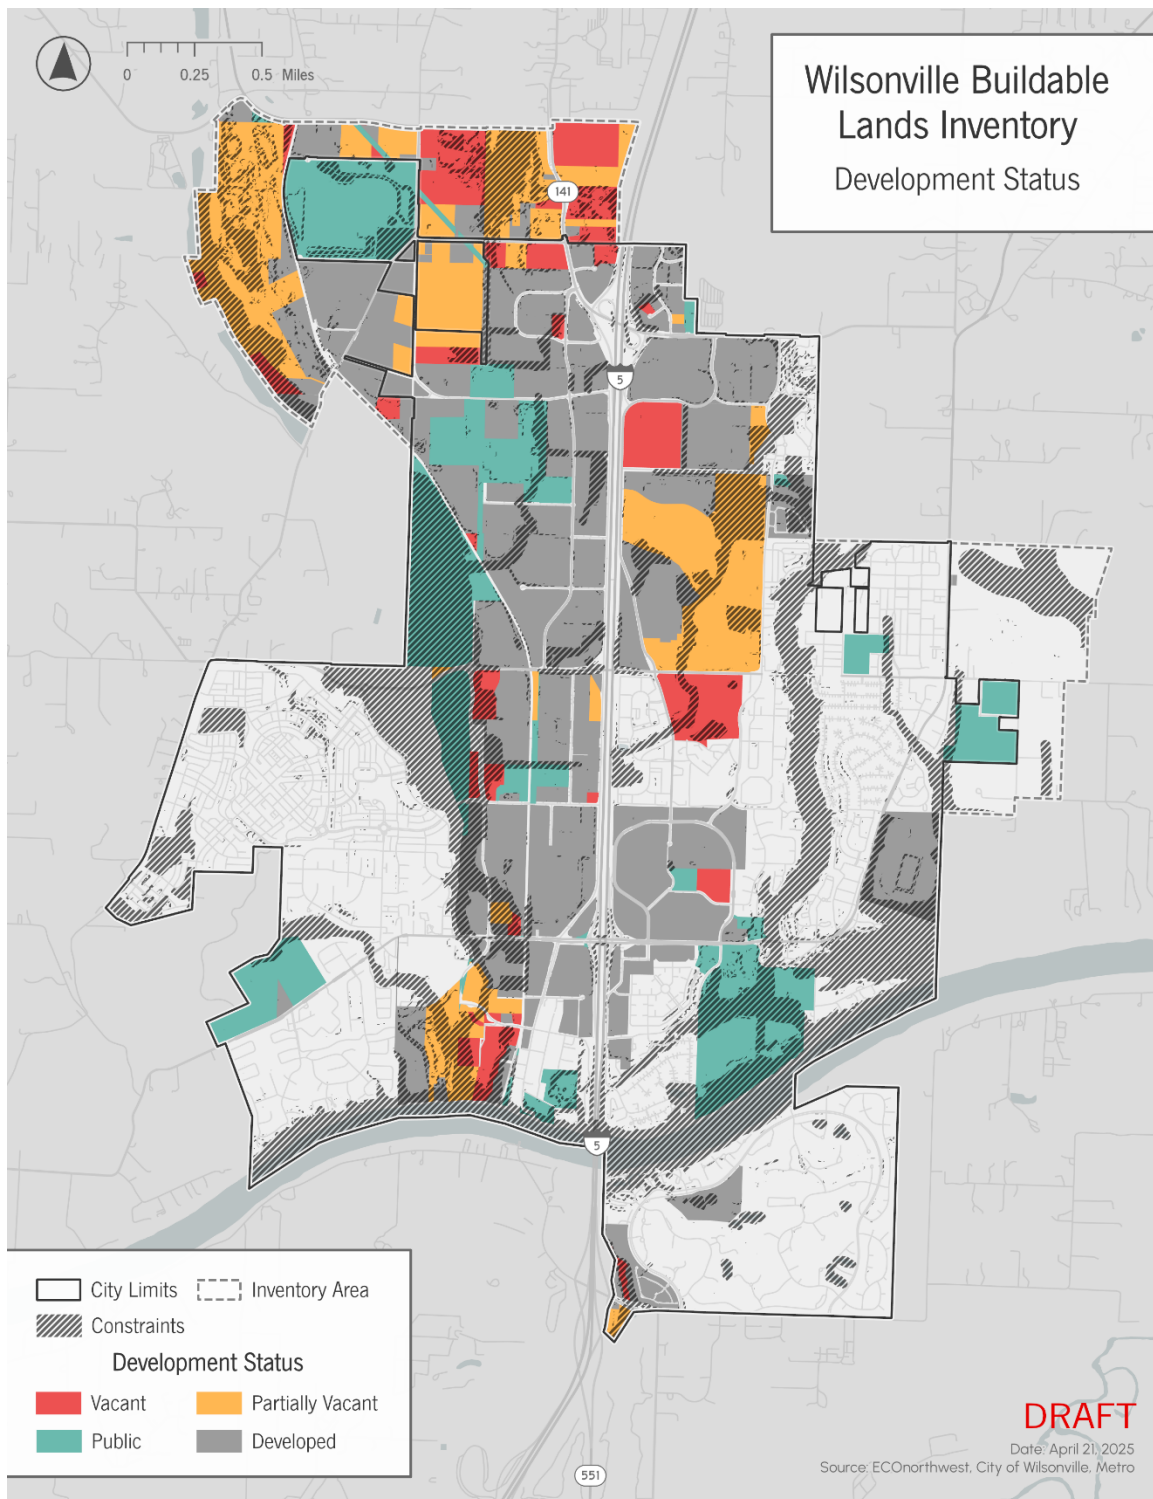 Wilsonville Buildable
Lands Inventory
Development Status
0 0.25 0.5 Miles
141
5
5
City Limits
Inventory Area
Constraints
Development Status
Vacant
Partially Vacant
Public
Developed
551
DRAFT
Date: April 21, 2025
Source: ECOnorthwest, City of Wilsonville, Metro